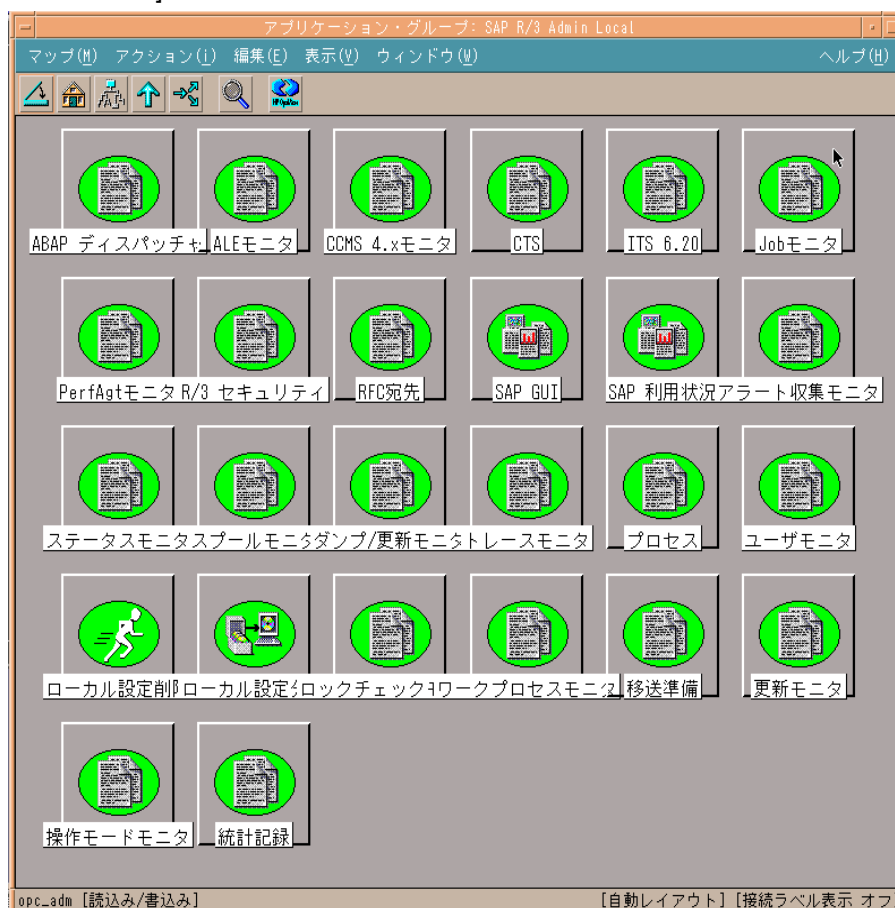 ]
アプリケーション・グループ: SAP R/3 Admin Local
マップ(M) アクション(i) 編集(E) 表示(V) ウィンドウ(W) ヘルプ(H)
ABAP ディスパッチャ ALEモニタ CCMS 4.xモニタ CTS ITS 6.20 Jobモニタ
PerfAgtモニタ R/3 セキュリティ RFC宛先 SAP GUI SAP 利用状況 アラート収集モニタ
ステータスモニタ スプールモニタ ダンプ/更新モニタ トレースモニタ プロセス ユーザモニタ
ローカル設定削 ローカル設定 ロックチェック ワークプロセスモニタ 移送準備 更新モニタ
操作モードモニタ 統計記録
opc_adm [読込み/書込み] [自動レイアウト] [接続ラベル表示 オフ